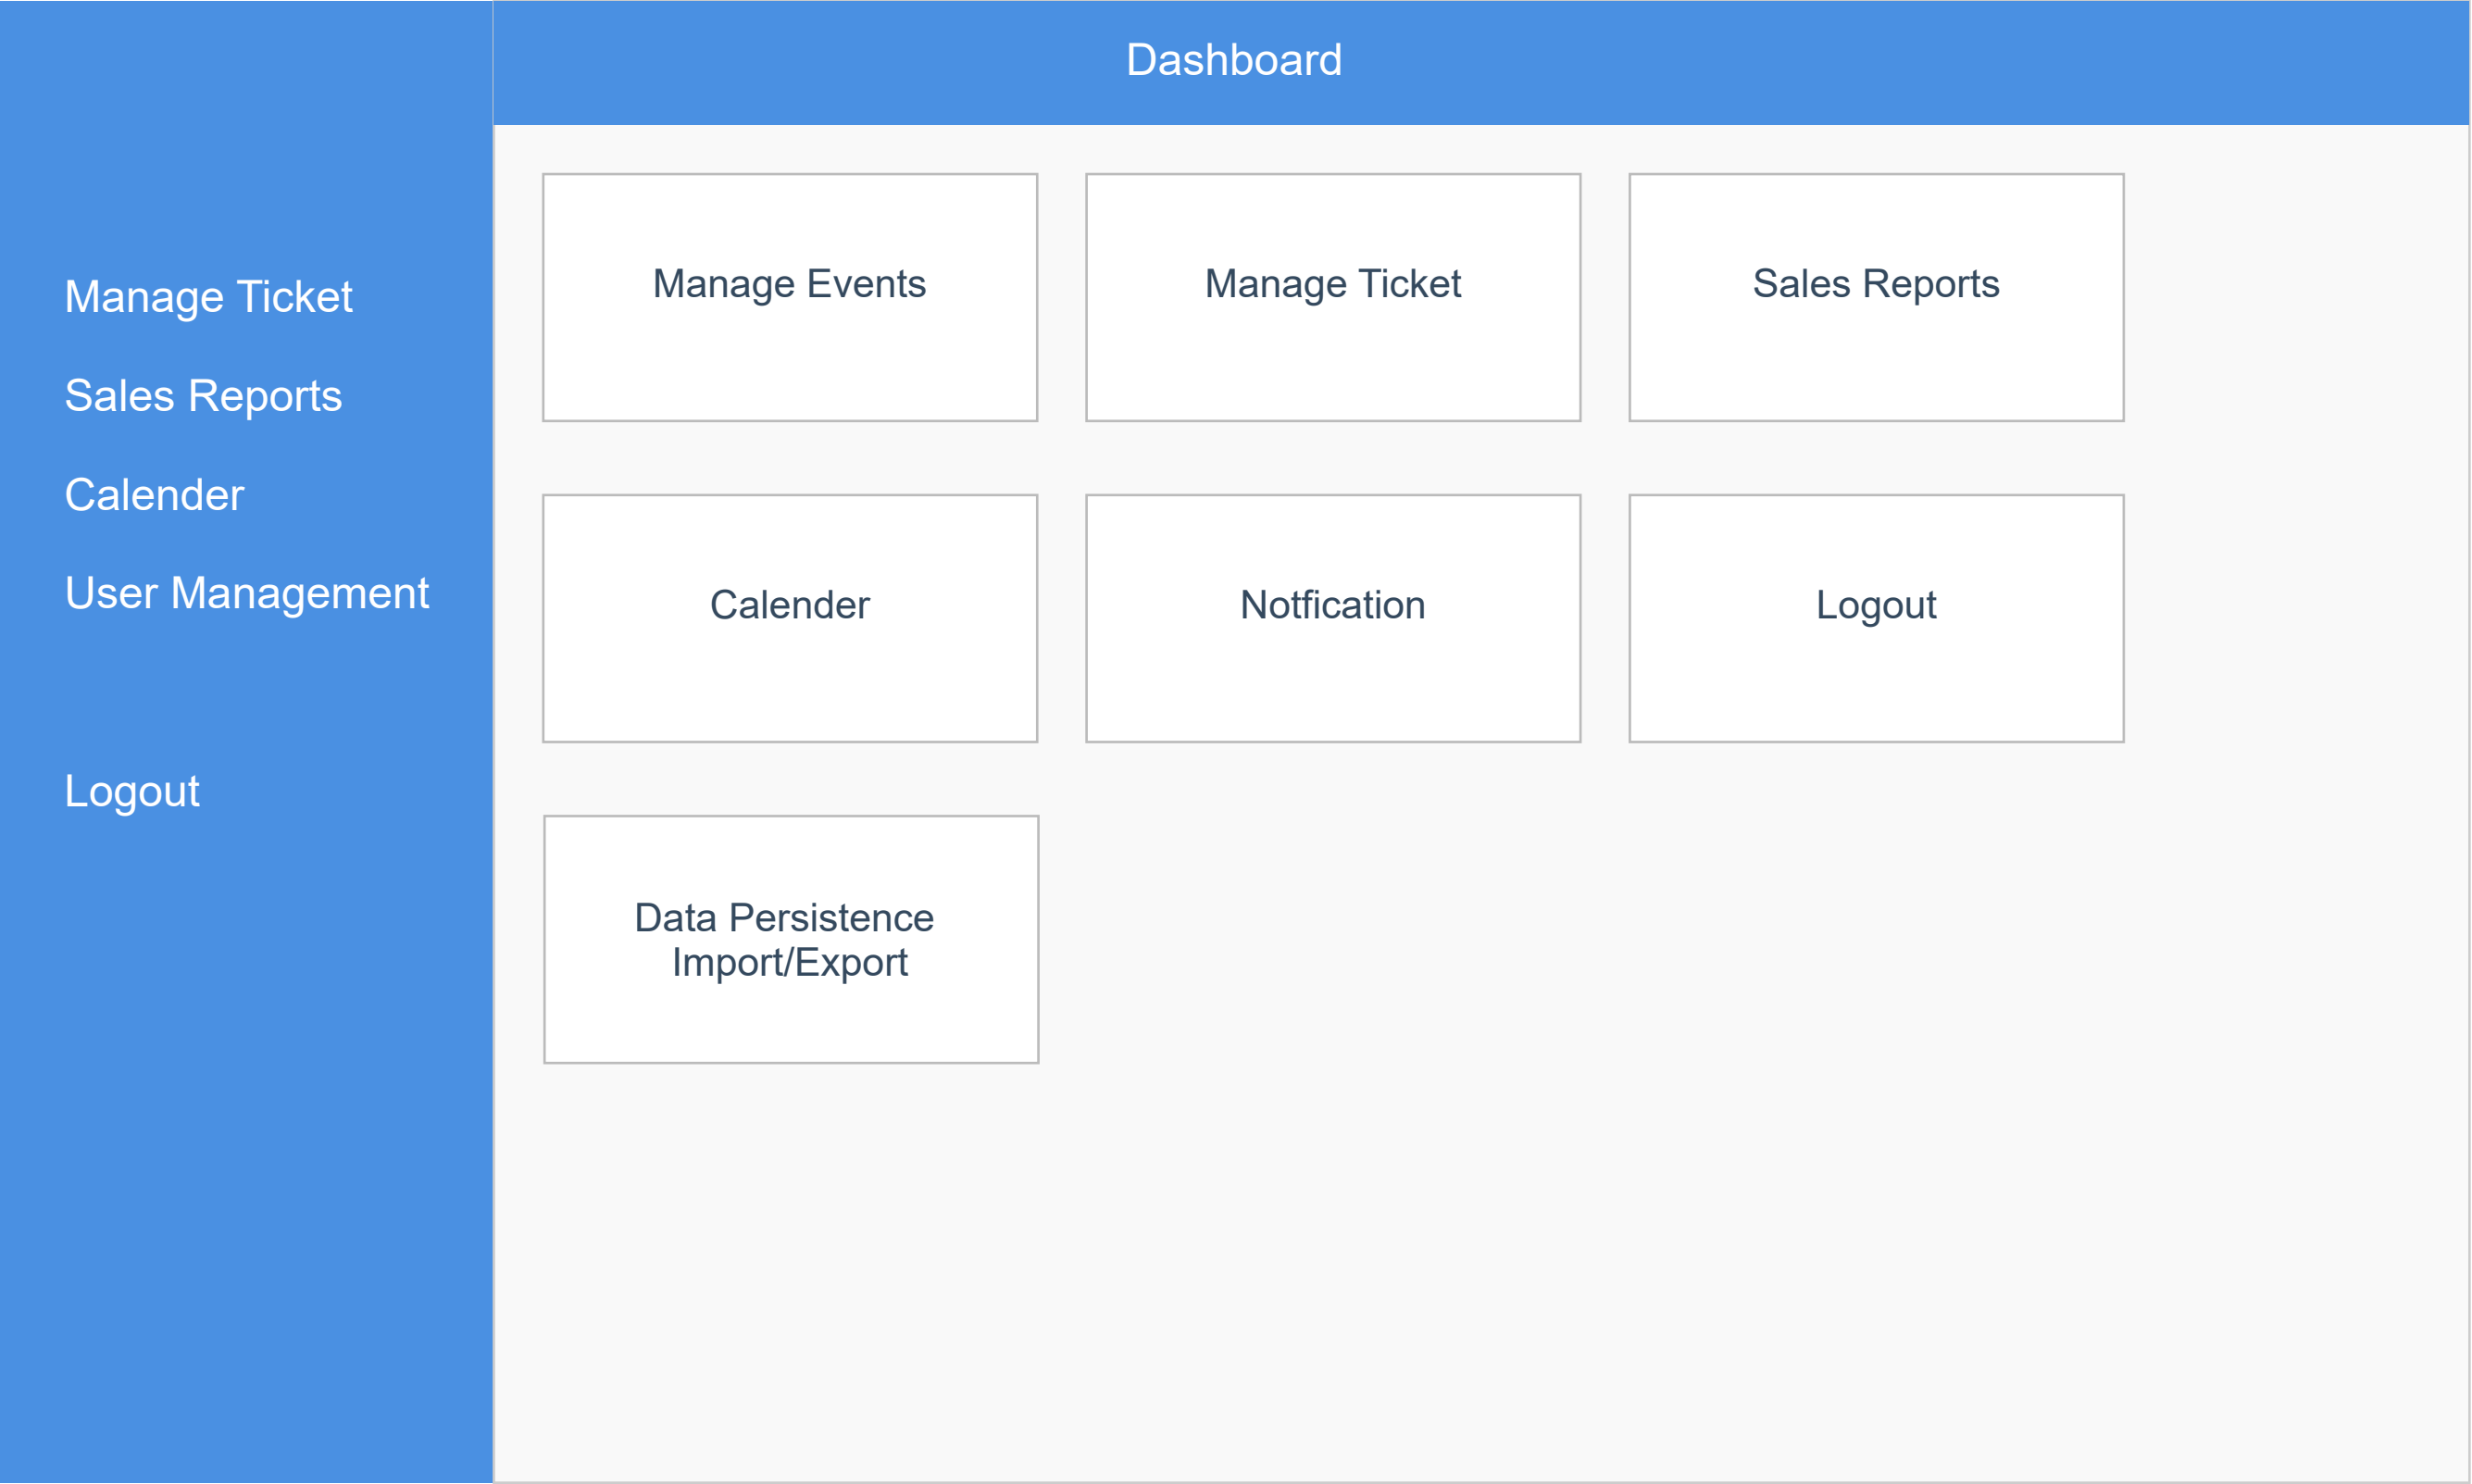 Dashboard
Manage Ticket
Sales Reports
Calender
User Management
Logout
Manage Events
Manage Ticket
Sales Reports
Calender
Notfication
Logout
Data Persistence
Import/Export